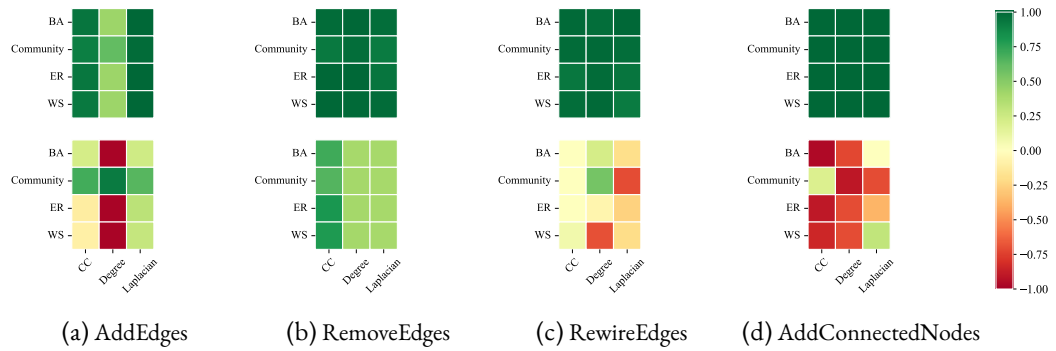 BA
Community
ER
WS
BA
Community
ER
WS
CC
Degree
Laplacian
(a) AddEdges
BA
Community
ER
WS
BA
Community
ER
WS
CC
Degree
Laplacian
(b) RemoveEdges
BA
Community
ER
WS
BA
Community
ER
WS
CC
Degree
Laplacian
(c) RewireEdges
BA
Community
ER
WS
BA
Community
ER
WS
CC
Degree
Laplacian
(d) AddConnectedNodes
1.00
0.75
0.50
0.25
0.00
−0.25
−0.50
−0.75
−1.00